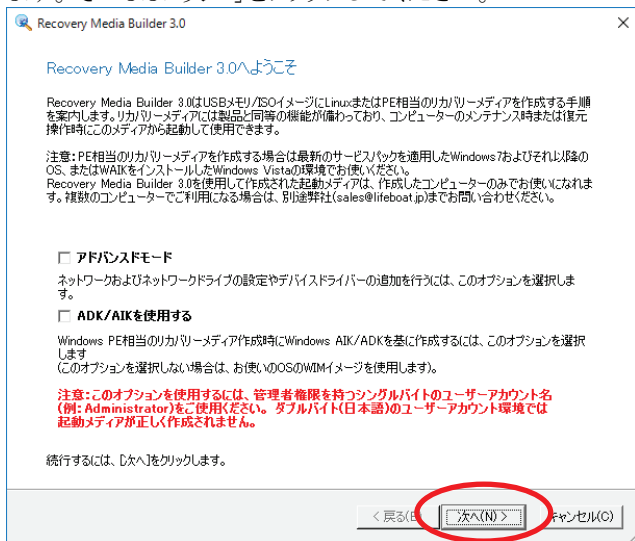 Recovery Media Builder 3.0
Recovery Media Builder 3.0へようこそ
Recovery Media Builder 3.0はUSBメモリ/ISOイメージにLinuxまたはPE相当のリカバリーメディアを作成する手順
を案内します。リカバリーメディアには製品と同等の機能が備わっており、コンピューターのメンテナンス時または復元
操作時にこのメディアから起動して使用できます。
注意:PE相当のリカバリーメディアを作成する場合は最新のサービスパックを適用したWindows7およびそれ以降の
OS、またはWAIKをインストールしたWindows Vistaの環境でお使いください。
Recovery Media Builder 3.0を使用して作成された起動メディアは、作成したコンピューターのみでお使いになれま
す。複数のコンピューターでご利用になる場合は、別途弊社(sales@lifeboat.jp)までお問い合わせください。
アドバンスドモード
ネットワークおよびネットワークドライブの設定やデバイスドライバーの追加を行うには、このオプションを選択しま
す。
ADK/AIKを使用する
Windows PE相当のリカバリーメディア作成時にWindows AIK/ADKを基に作成するには、このオプションを選択
します
(このオプションを選択しない場合は、お使いのOSのWIMイメージを使用します)。
注意:このオプションを使用するには、管理者権限を持つシングルバイトのユーザーアカウント名
(例: Administrator)をご使用ください。ダブルバイト(日本語)のユーザーアカウント環境では
起動メディアが正しく作成されません。
続行するには、[次へ]をクリックします。
< 戻る(B 次へ(N) > キャンセル(C)